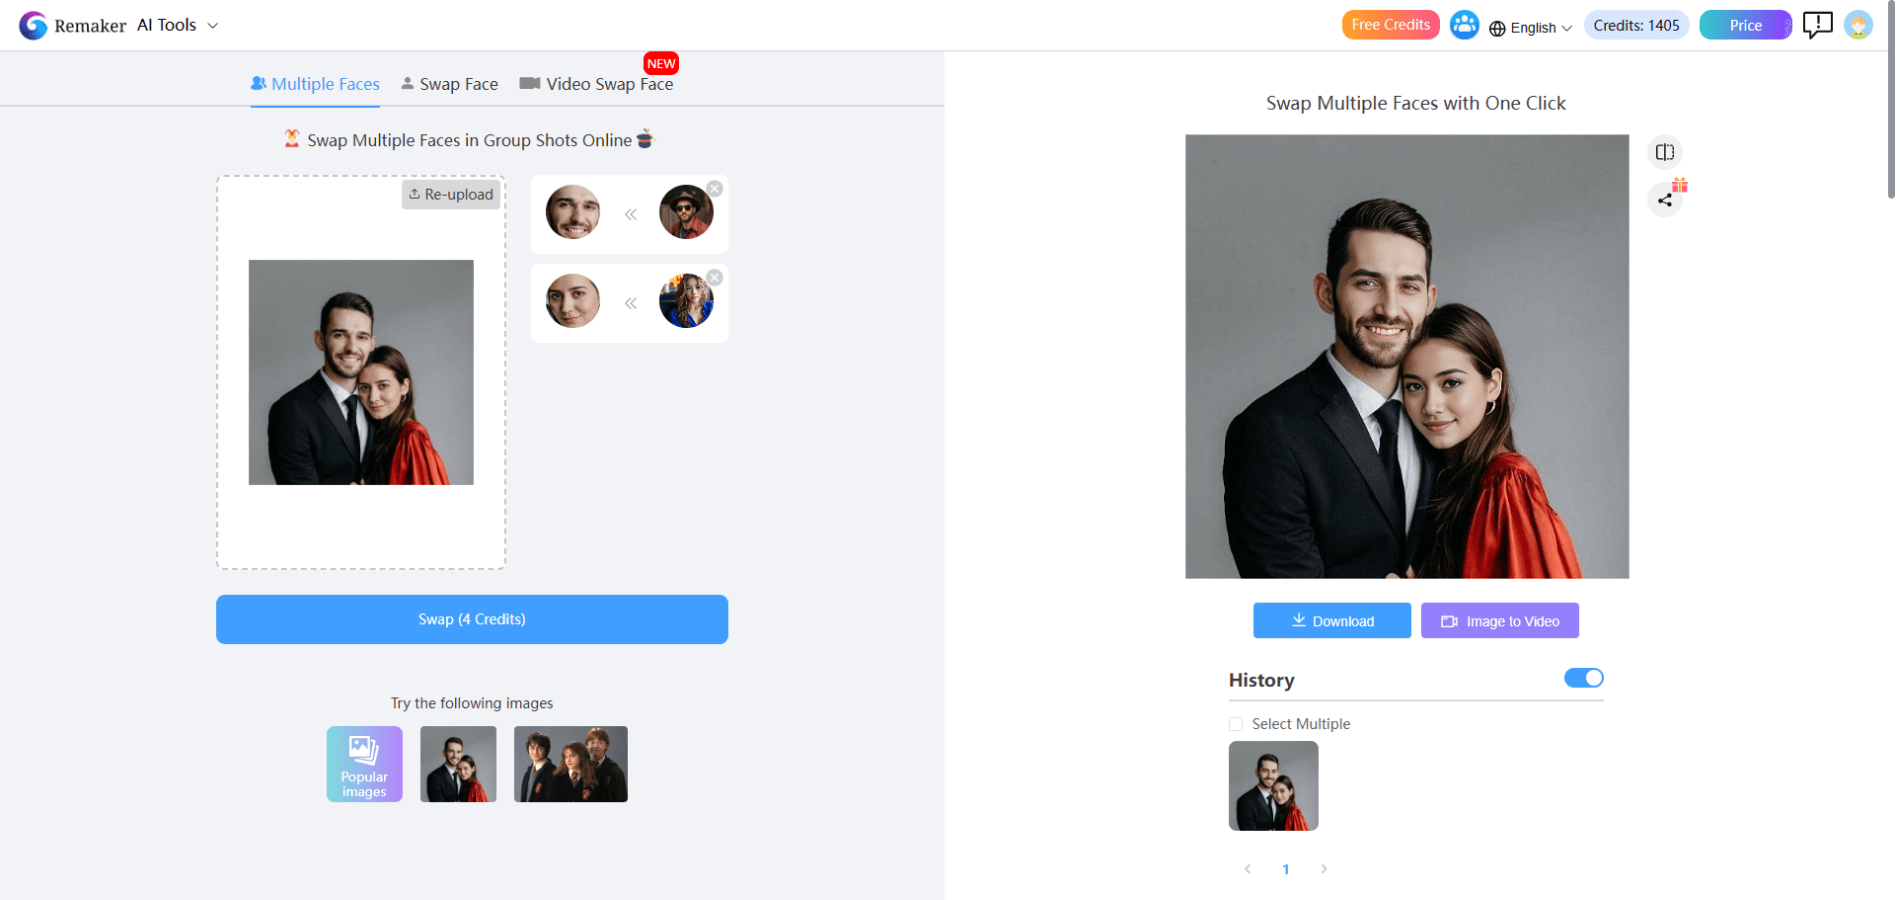 Remaker AI Tools
Free Credits
English
Credits: 1405
Price
Multiple Faces
Swap Face
Video Swap Face
NEW
Swap Multiple Faces in Group Shots Online
Re-upload
Swap (4 Credits)
Try the following images
Popular
images
Swap Multiple Faces with One Click
Download
Image to Video
History
Select Multiple
1